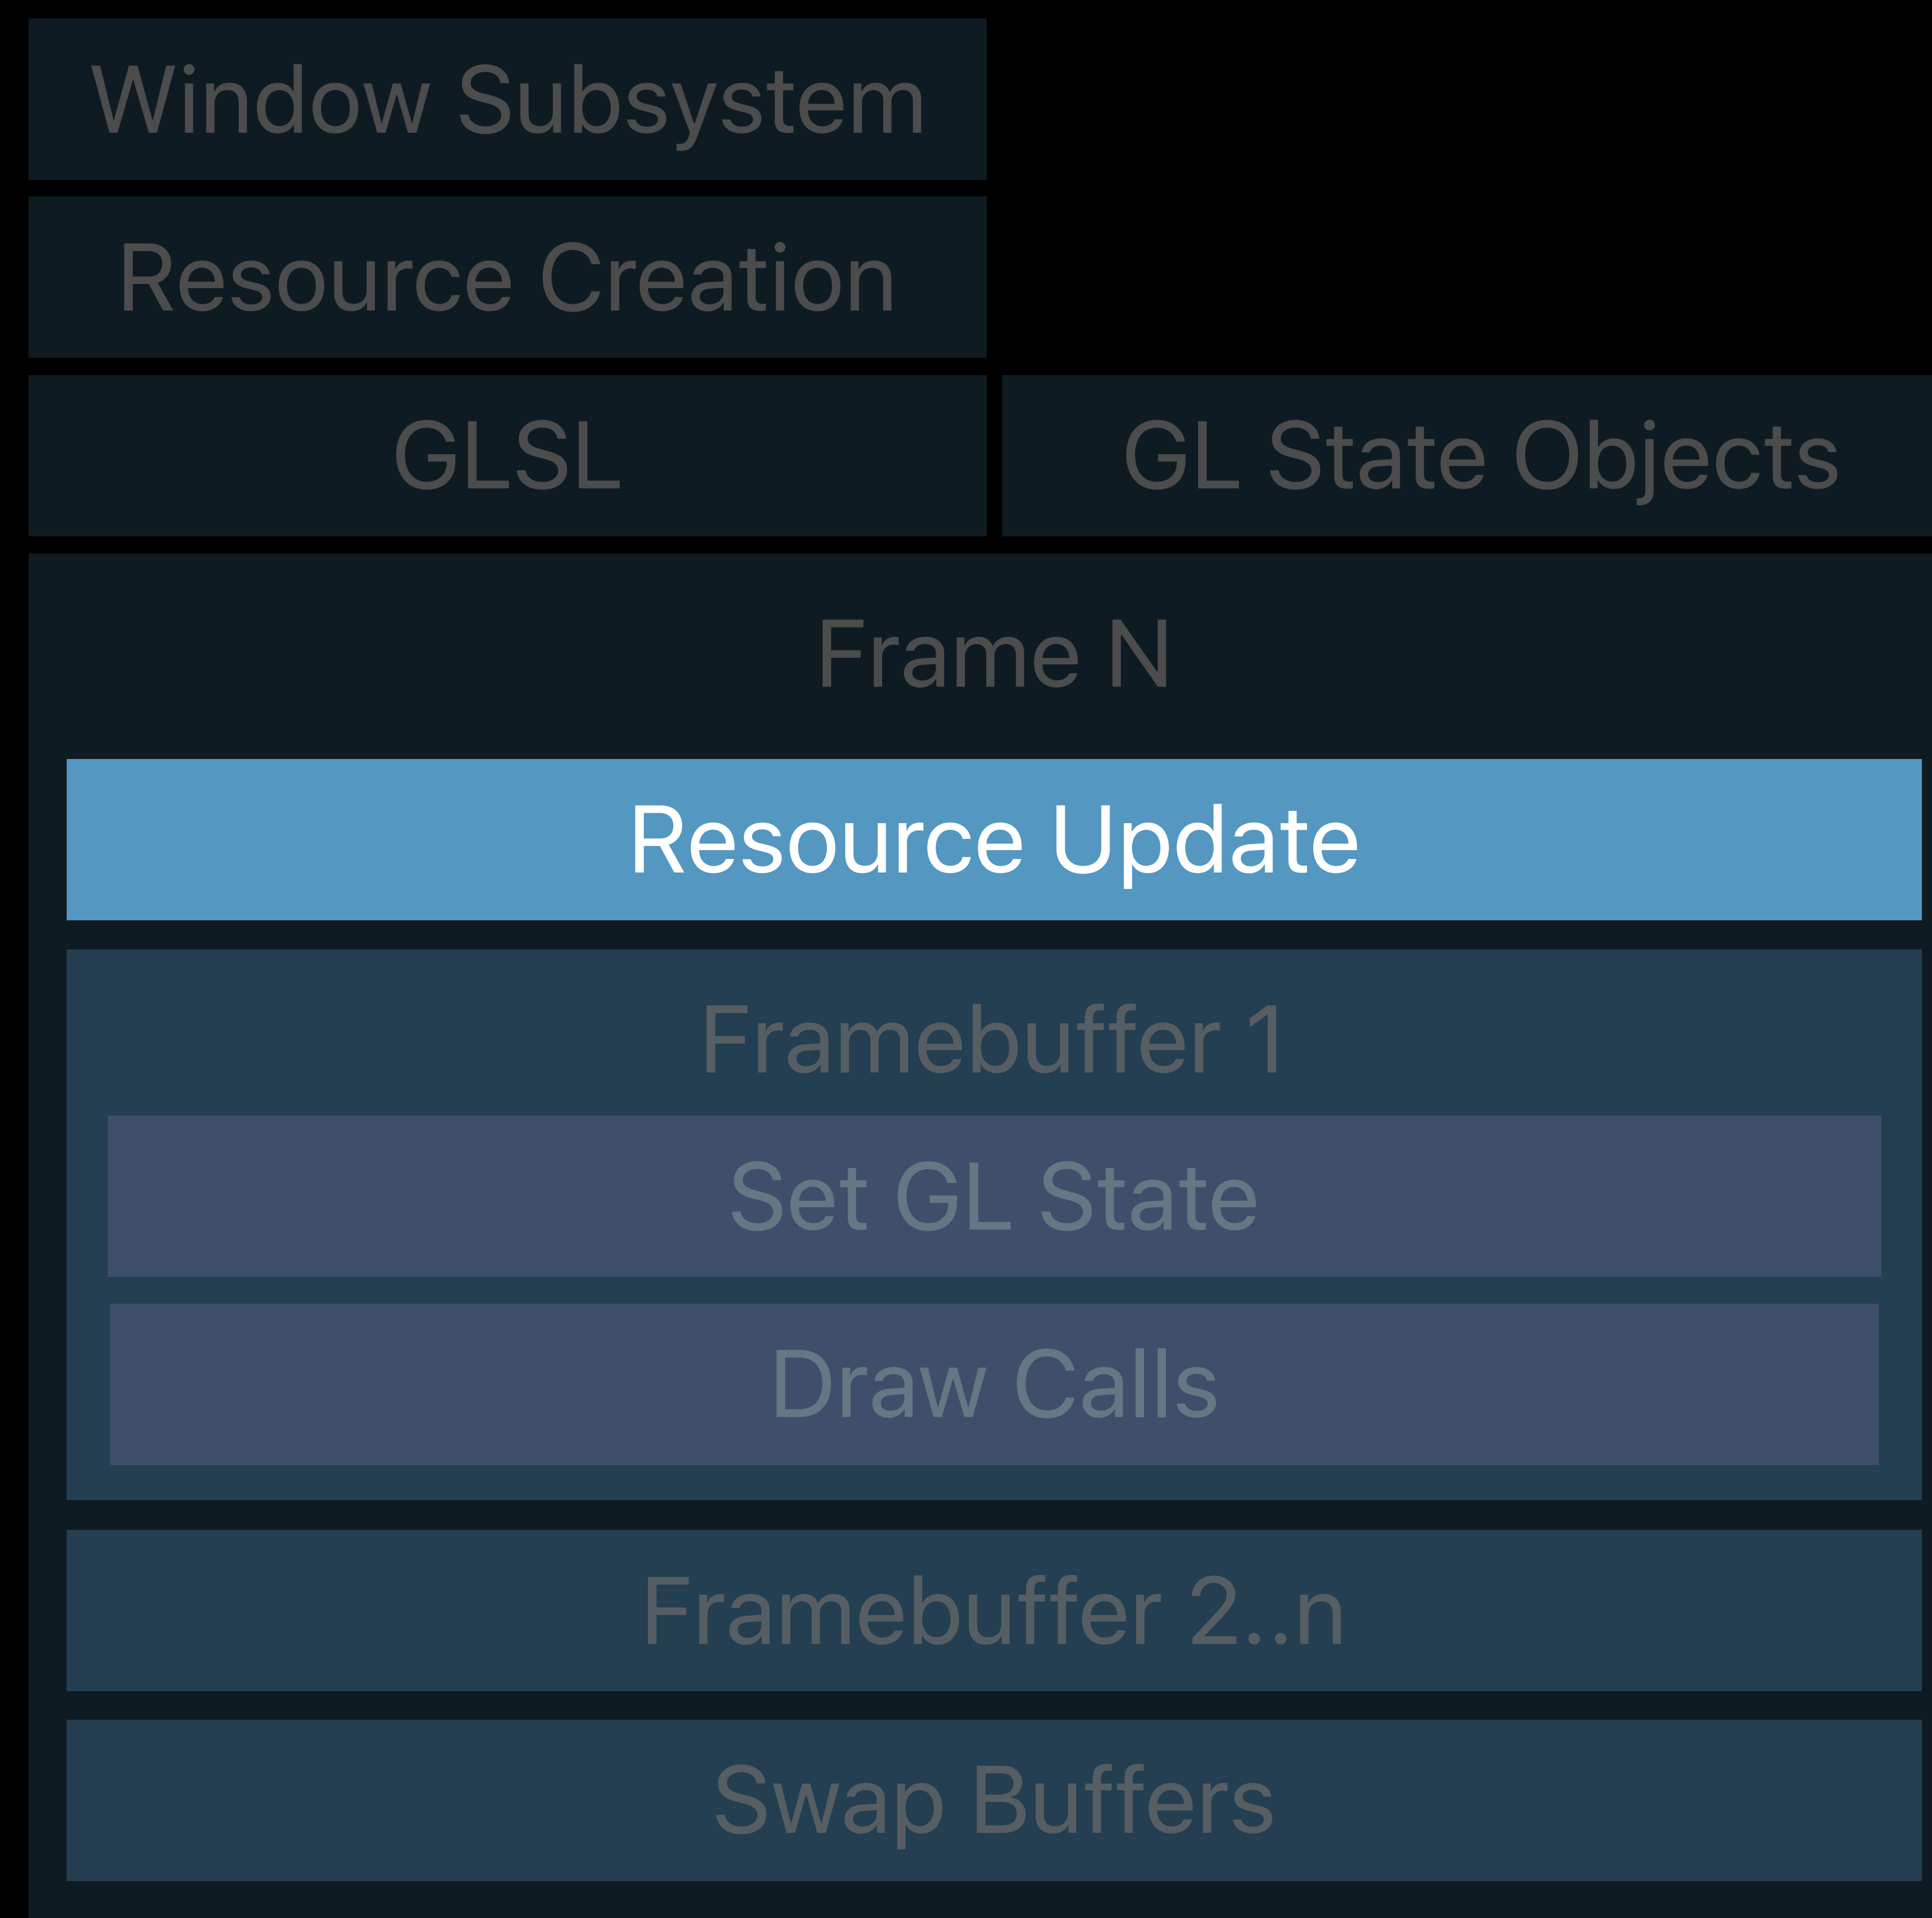 Window Subsystem
Resource Creation
GLSL
GL State Objects
Frame N
Resource Update
Framebuffer 1
Set GL State
Draw Calls
Framebuffer 2..n
Swap Buffers